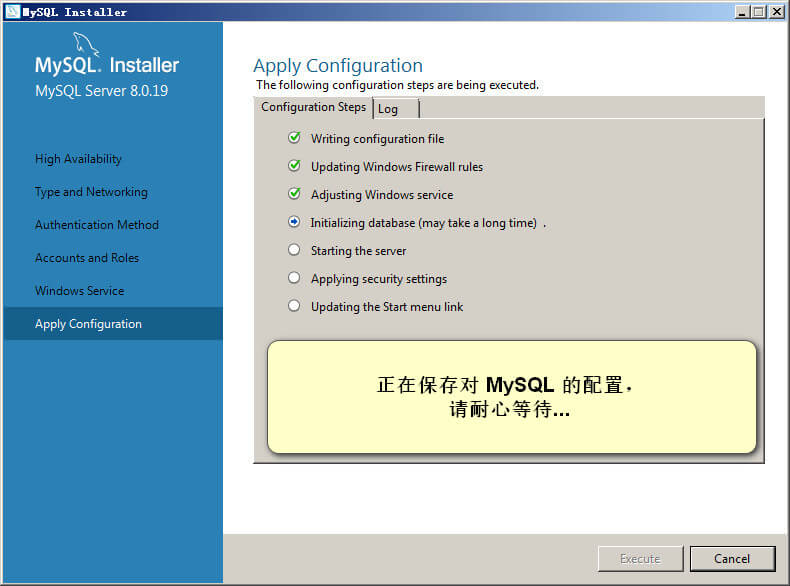 MySQL Installer
MySQL. Installer
MySQL Server 8.0.19
High Availability
Type and Networking
Authentication Method
Accounts and Roles
Windows Service
Apply Configuration
Apply Configuration
The following configuration steps are being executed.
Configuration Steps
Log
Writing configuration file
Updating Windows Firewall rules
Adjusting Windows service
Initializing database (may take a long time) .
Starting the server
Applying security settings
Updating the Start menu link
正在保存对 MySQL 的配置，
请耐心等待...
Execute
Cancel